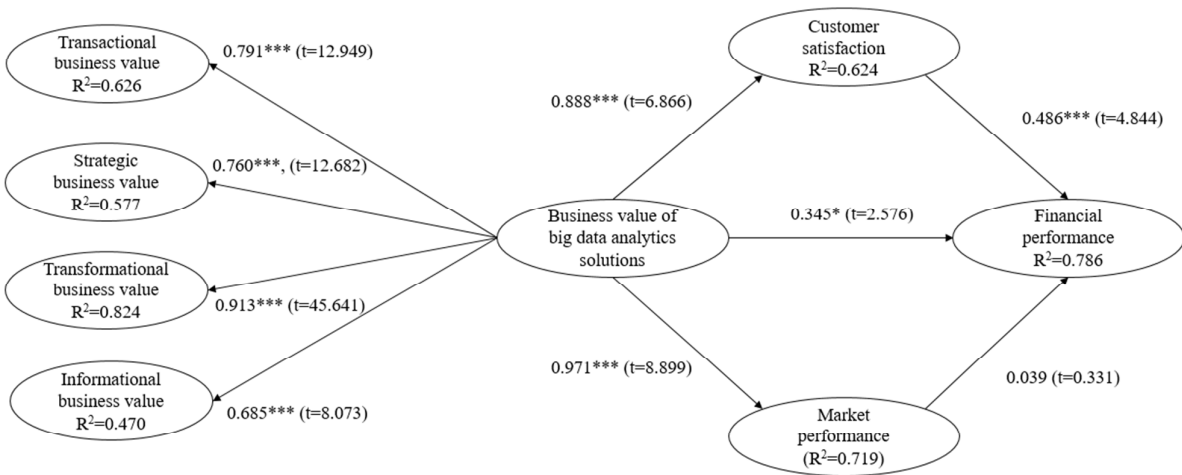 Transactional
business value
R²=0.626
0.791*** (t=12.949)
Strategic
business value
R²=0.577
0.760***, (t=12.682)
Transformational
business value
R²=0.824
0.913*** (t=45.641)
Informational
business value
R²=0.470
0.685*** (t=8.073)
Business value of
big data analytics
solutions
0.888*** (t=6.866)
Customer
satisfaction
R²=0.624
0.486*** (t=4.844)
0.345* (t=2.576)
Financial
performance
R²=0.786
0.971*** (t=8.899)
Market
performance
(R²=0.719)
0.039 (t=0.331)